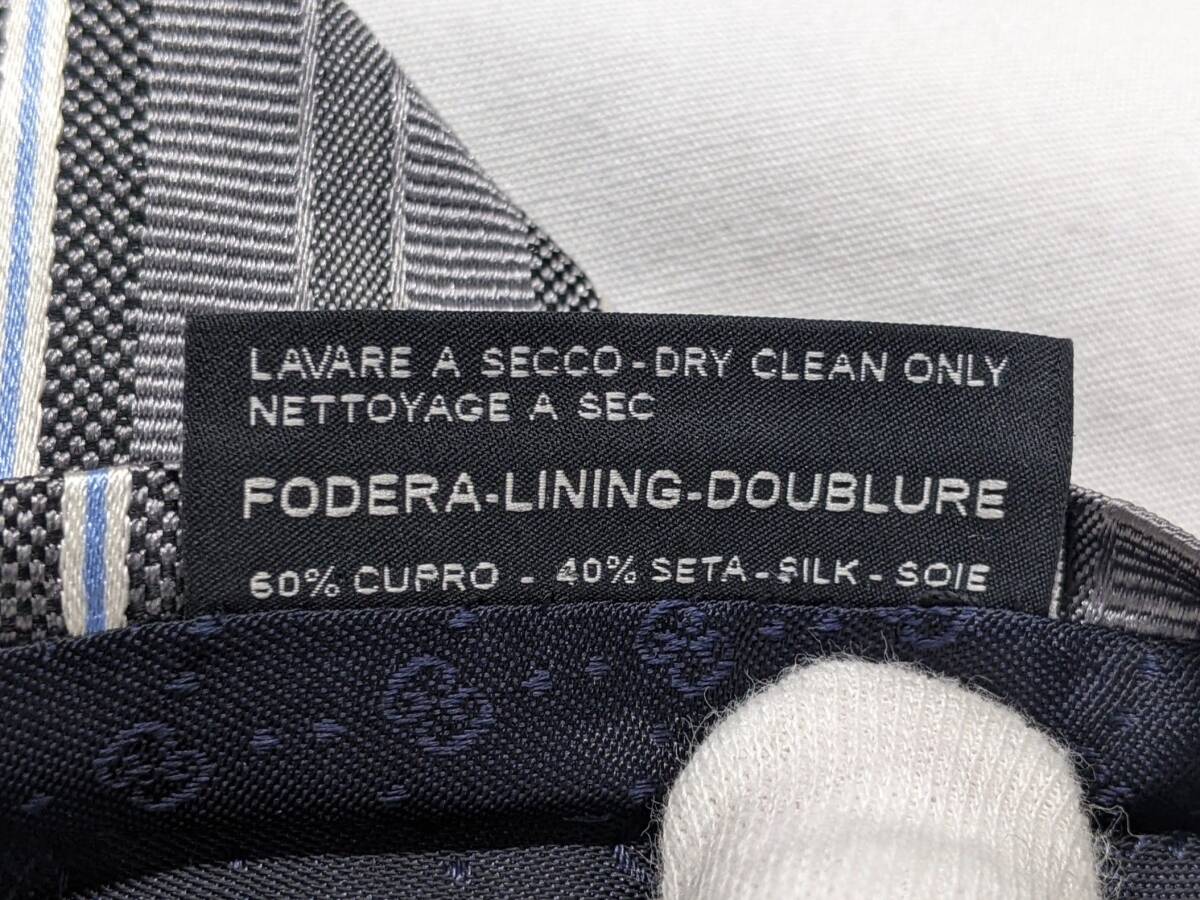 LAVARE A SECCO-DRY CLEAN ONLY
NETTOYAGE A SEC
FODERA-LINING-DOUBLURE
60% CUPRO - 40% SETA-SILK-SOIE